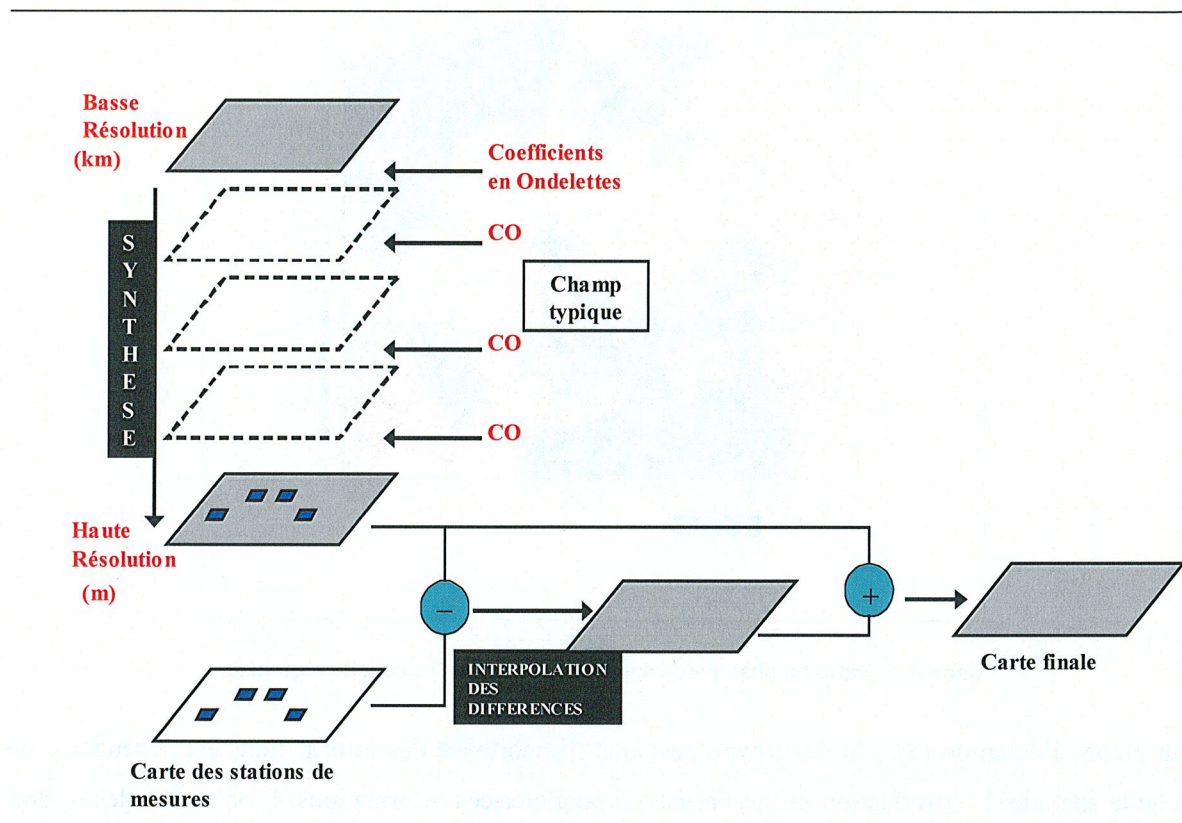 Basse
Résolution
(km)
Coefficients
en Ondelettes
SYNTHESE
CO
Champ
typique
CO
CO
Haute
Résolution
(m)
–
+
INTERPOLATION
DES
DIFFERENCES
Carte finale
Carte des stations de
mesures